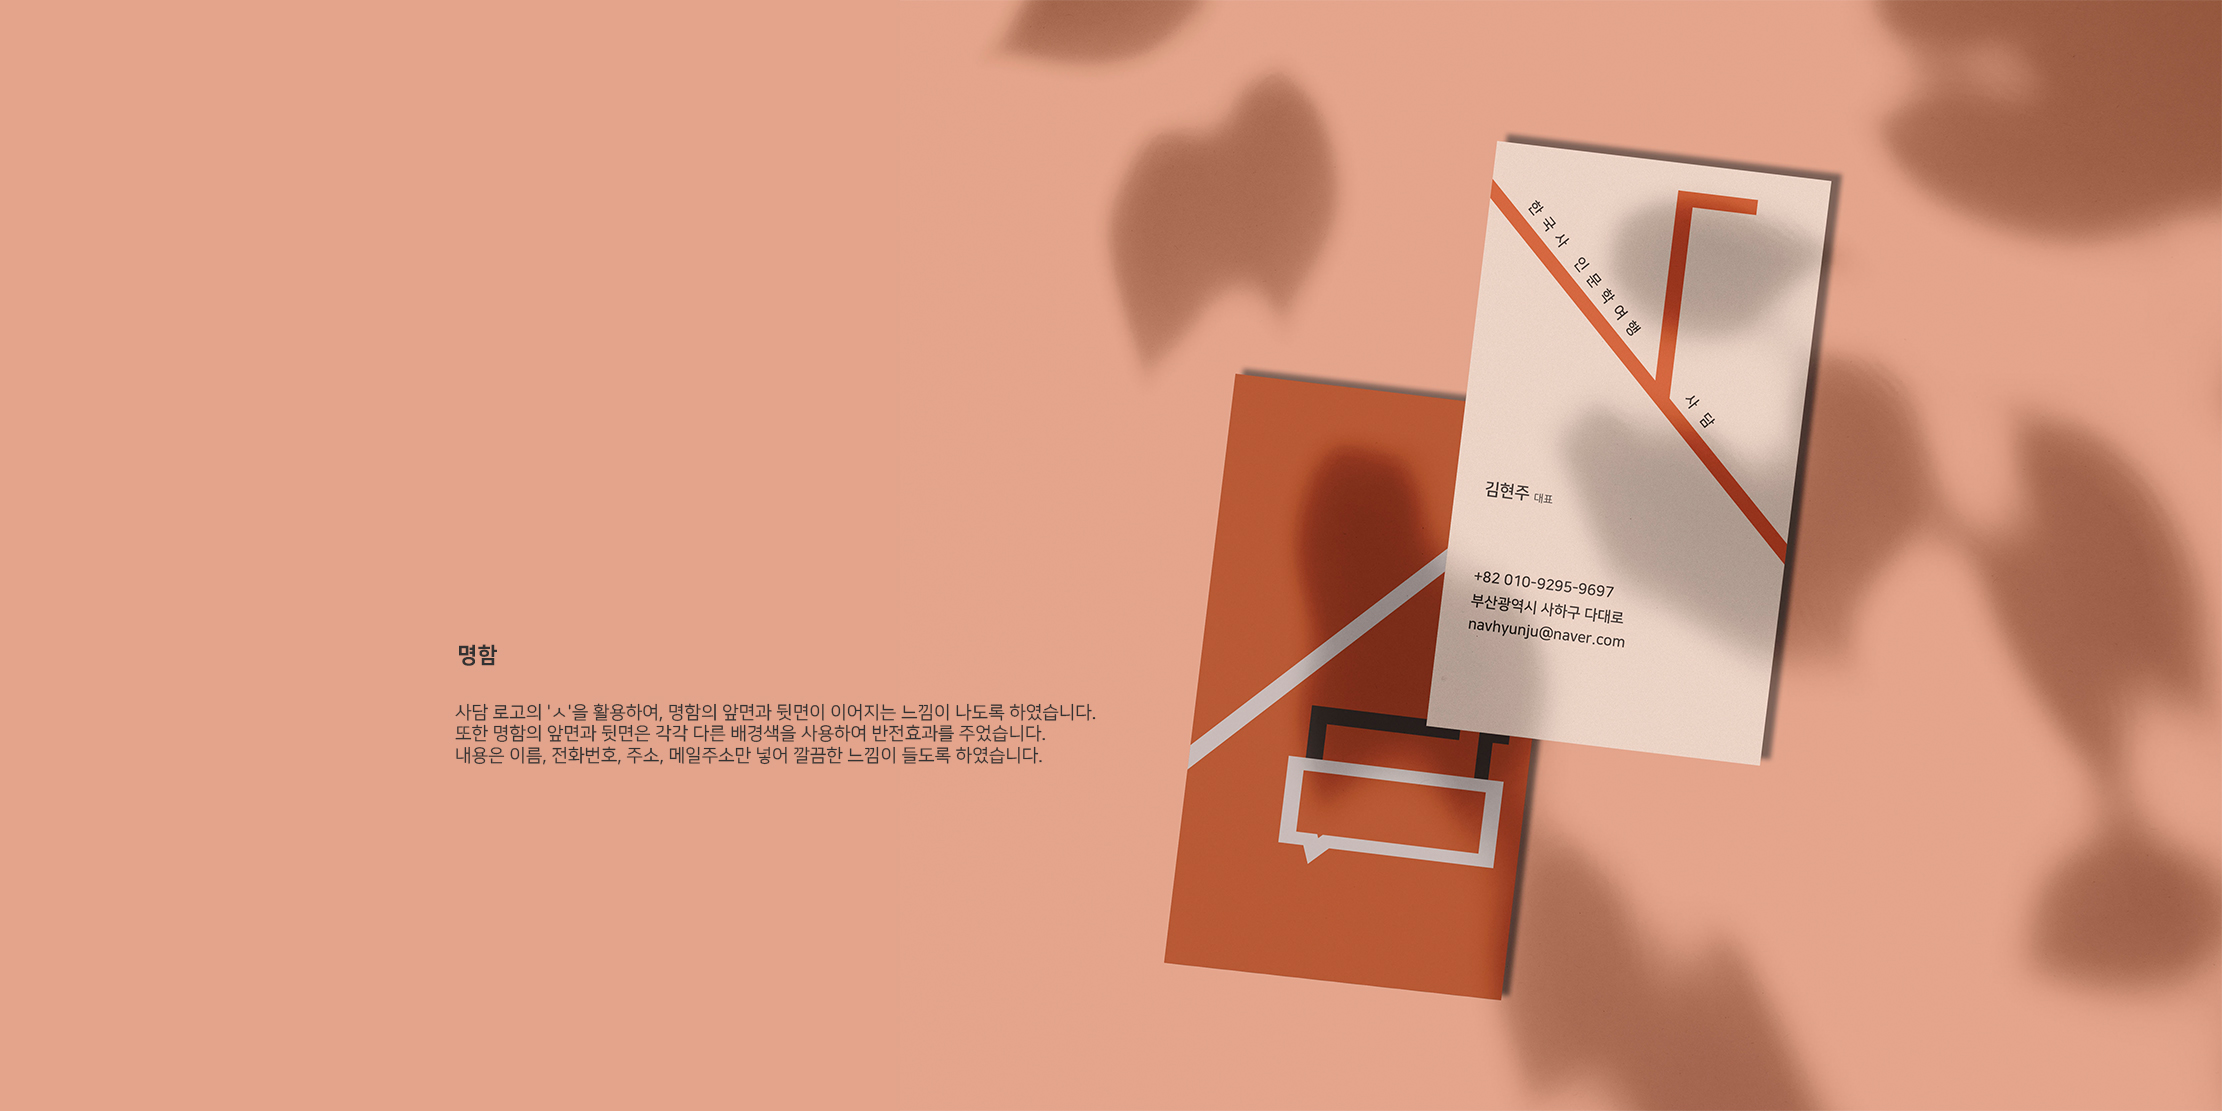 명함
사담 로고의 'ㅅ'을 활용하여, 명함의 앞면과 뒷면이 이어지는 느낌이 나도록 하였습니다.
또한 명함의 앞면과 뒷면은 각각 다른 배경색을 사용하여 반전효과를 주었습니다.
내용은 이름, 전화번호, 주소, 메일주소만 넣어 깔끔한 느낌이 들도록 하였습니다.
한국사 인문학여행
사담
김현주 대표
+82 010-9295-9697
부산광역시 사하구 다대로
navhyunju@naver.com